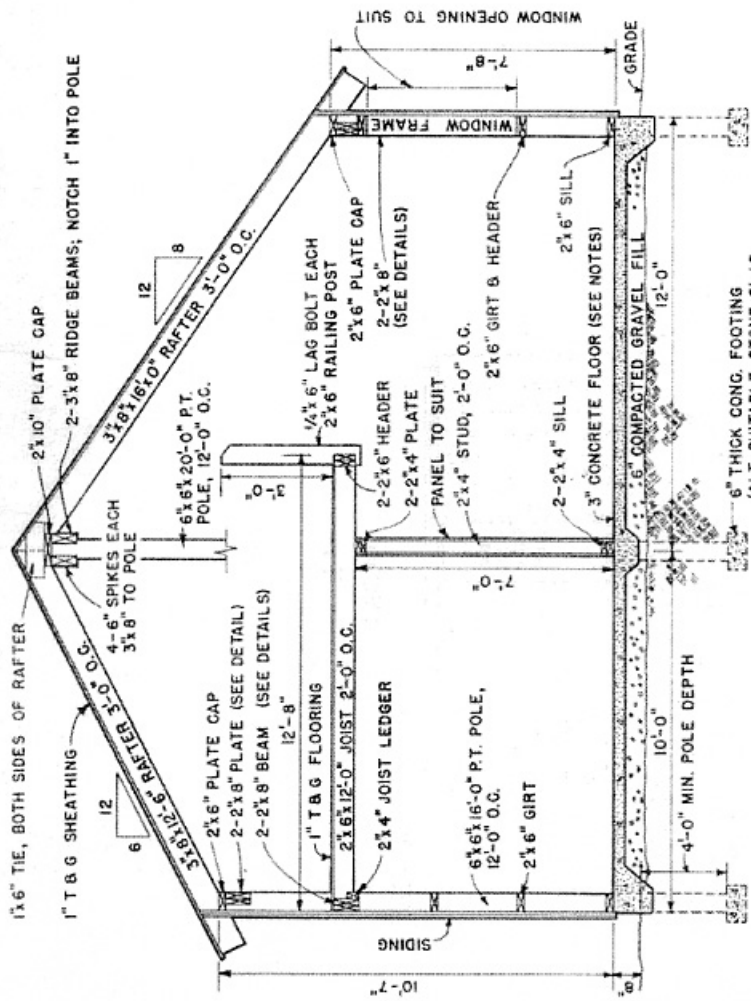 1"x6" TIE, BOTH SIDES OF RAFTER
2"x10" PLATE CAP
2-3"x8" RIDGE BEAMS; NOTCH 1" INTO POLE
1" T & G SHEATHING
12
6
3"x8"x12'-6" RAFTER 3'-0" O.C.
4-6" SPIKES EACH
3"x8" TO POLE
12
8
3"x8"x16'x0" RAFTER 3'-0" O.C.
6"x6"x20'-0" P.T.
POLE, 12'-0" O.C.
2"x6" PLATE CAP
2-2"x8" PLATE (SEE DETAIL)
2-2"x8" BEAM (SEE DETAILS)
12'-8"
3'-0"
1/4"x6" LAG BOLT EACH
2"x6" RAILING POST
1" T & G FLOORING
2"x6"x12'-0" JOIST 2'-0" O.C.
2"x4" JOIST LEDGER
2-2"x6" HEADER
2-2"x4" PLATE
2"x6" PLATE CAP
2-2"x8"
(SEE DETAILS)
WINDOW FRAME
7'-8"
WINDOW OPENING TO SUIT
6"x6"x16'-0" P.T. POLE,
12'-0" O.C.
2"x6" GIRT
7'-0"
PANEL TO SUIT
2"x4" STUD, 2'-0" O.C.
2"x6" GIRT & HEADER
SIDING
10'-7"
8"
2-2"x4" SILL
3" CONCRETE FLOOR (SEE NOTES)
2"x6" SILL
GRADE
6" COMPACTED GRAVEL FILL
10'-0"
12'-0"
4'-0" MIN. POLE DEPTH
6" THICK CONC. FOOTING